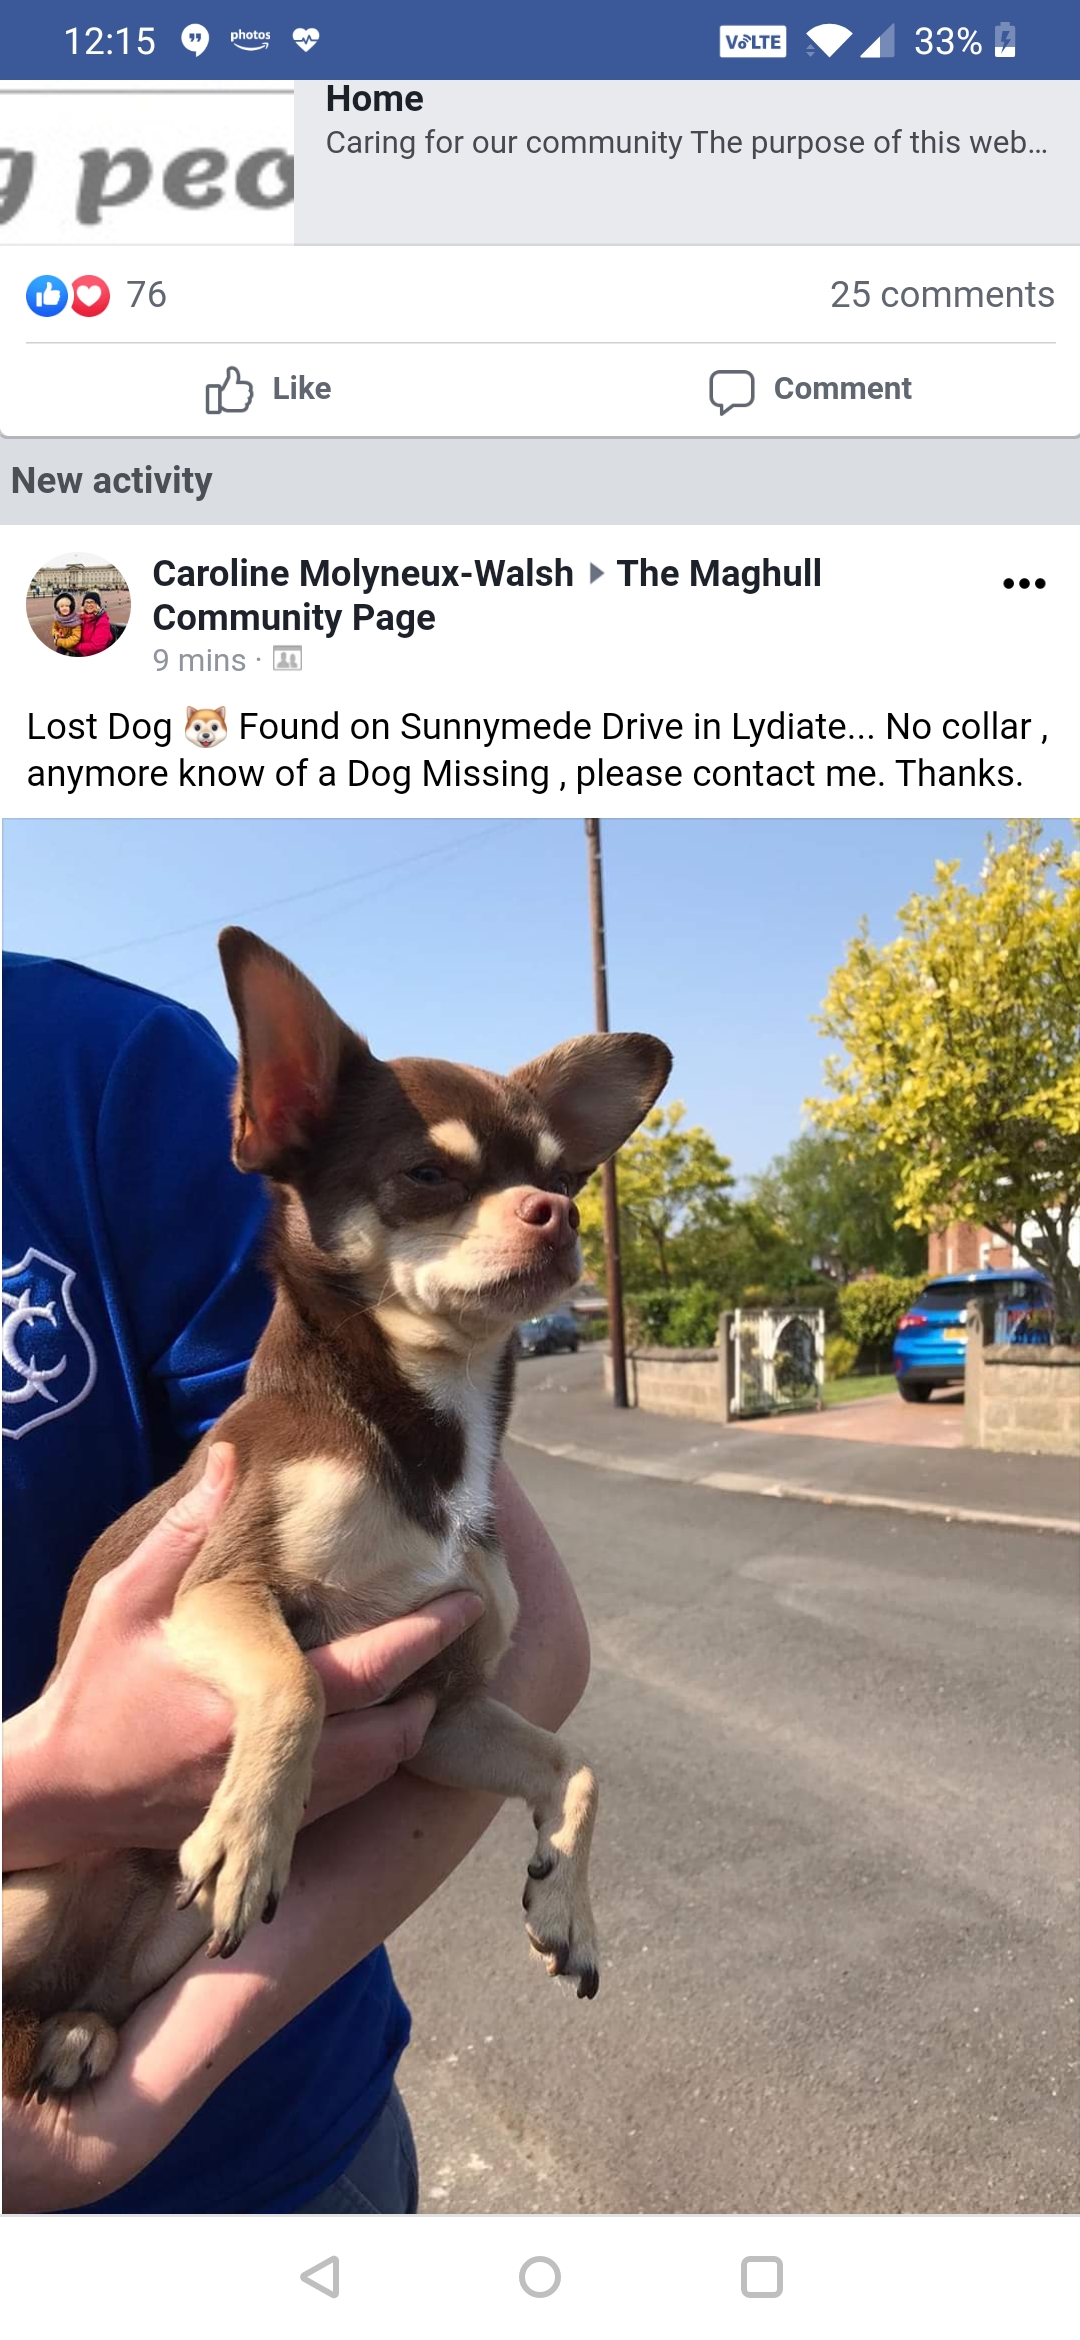 12:15 photos VoLTE 33%
Home
Caring for our community The purpose of this web...
g peo
76 25 comments
Like Comment
New activity
Caroline Molyneux-Walsh ▸ The Maghull
Community Page
9 mins ·
Lost Dog 🐕 Found on Sunnymede Drive in Lydiate... No collar ,
anymore know of a Dog Missing , please contact me. Thanks.